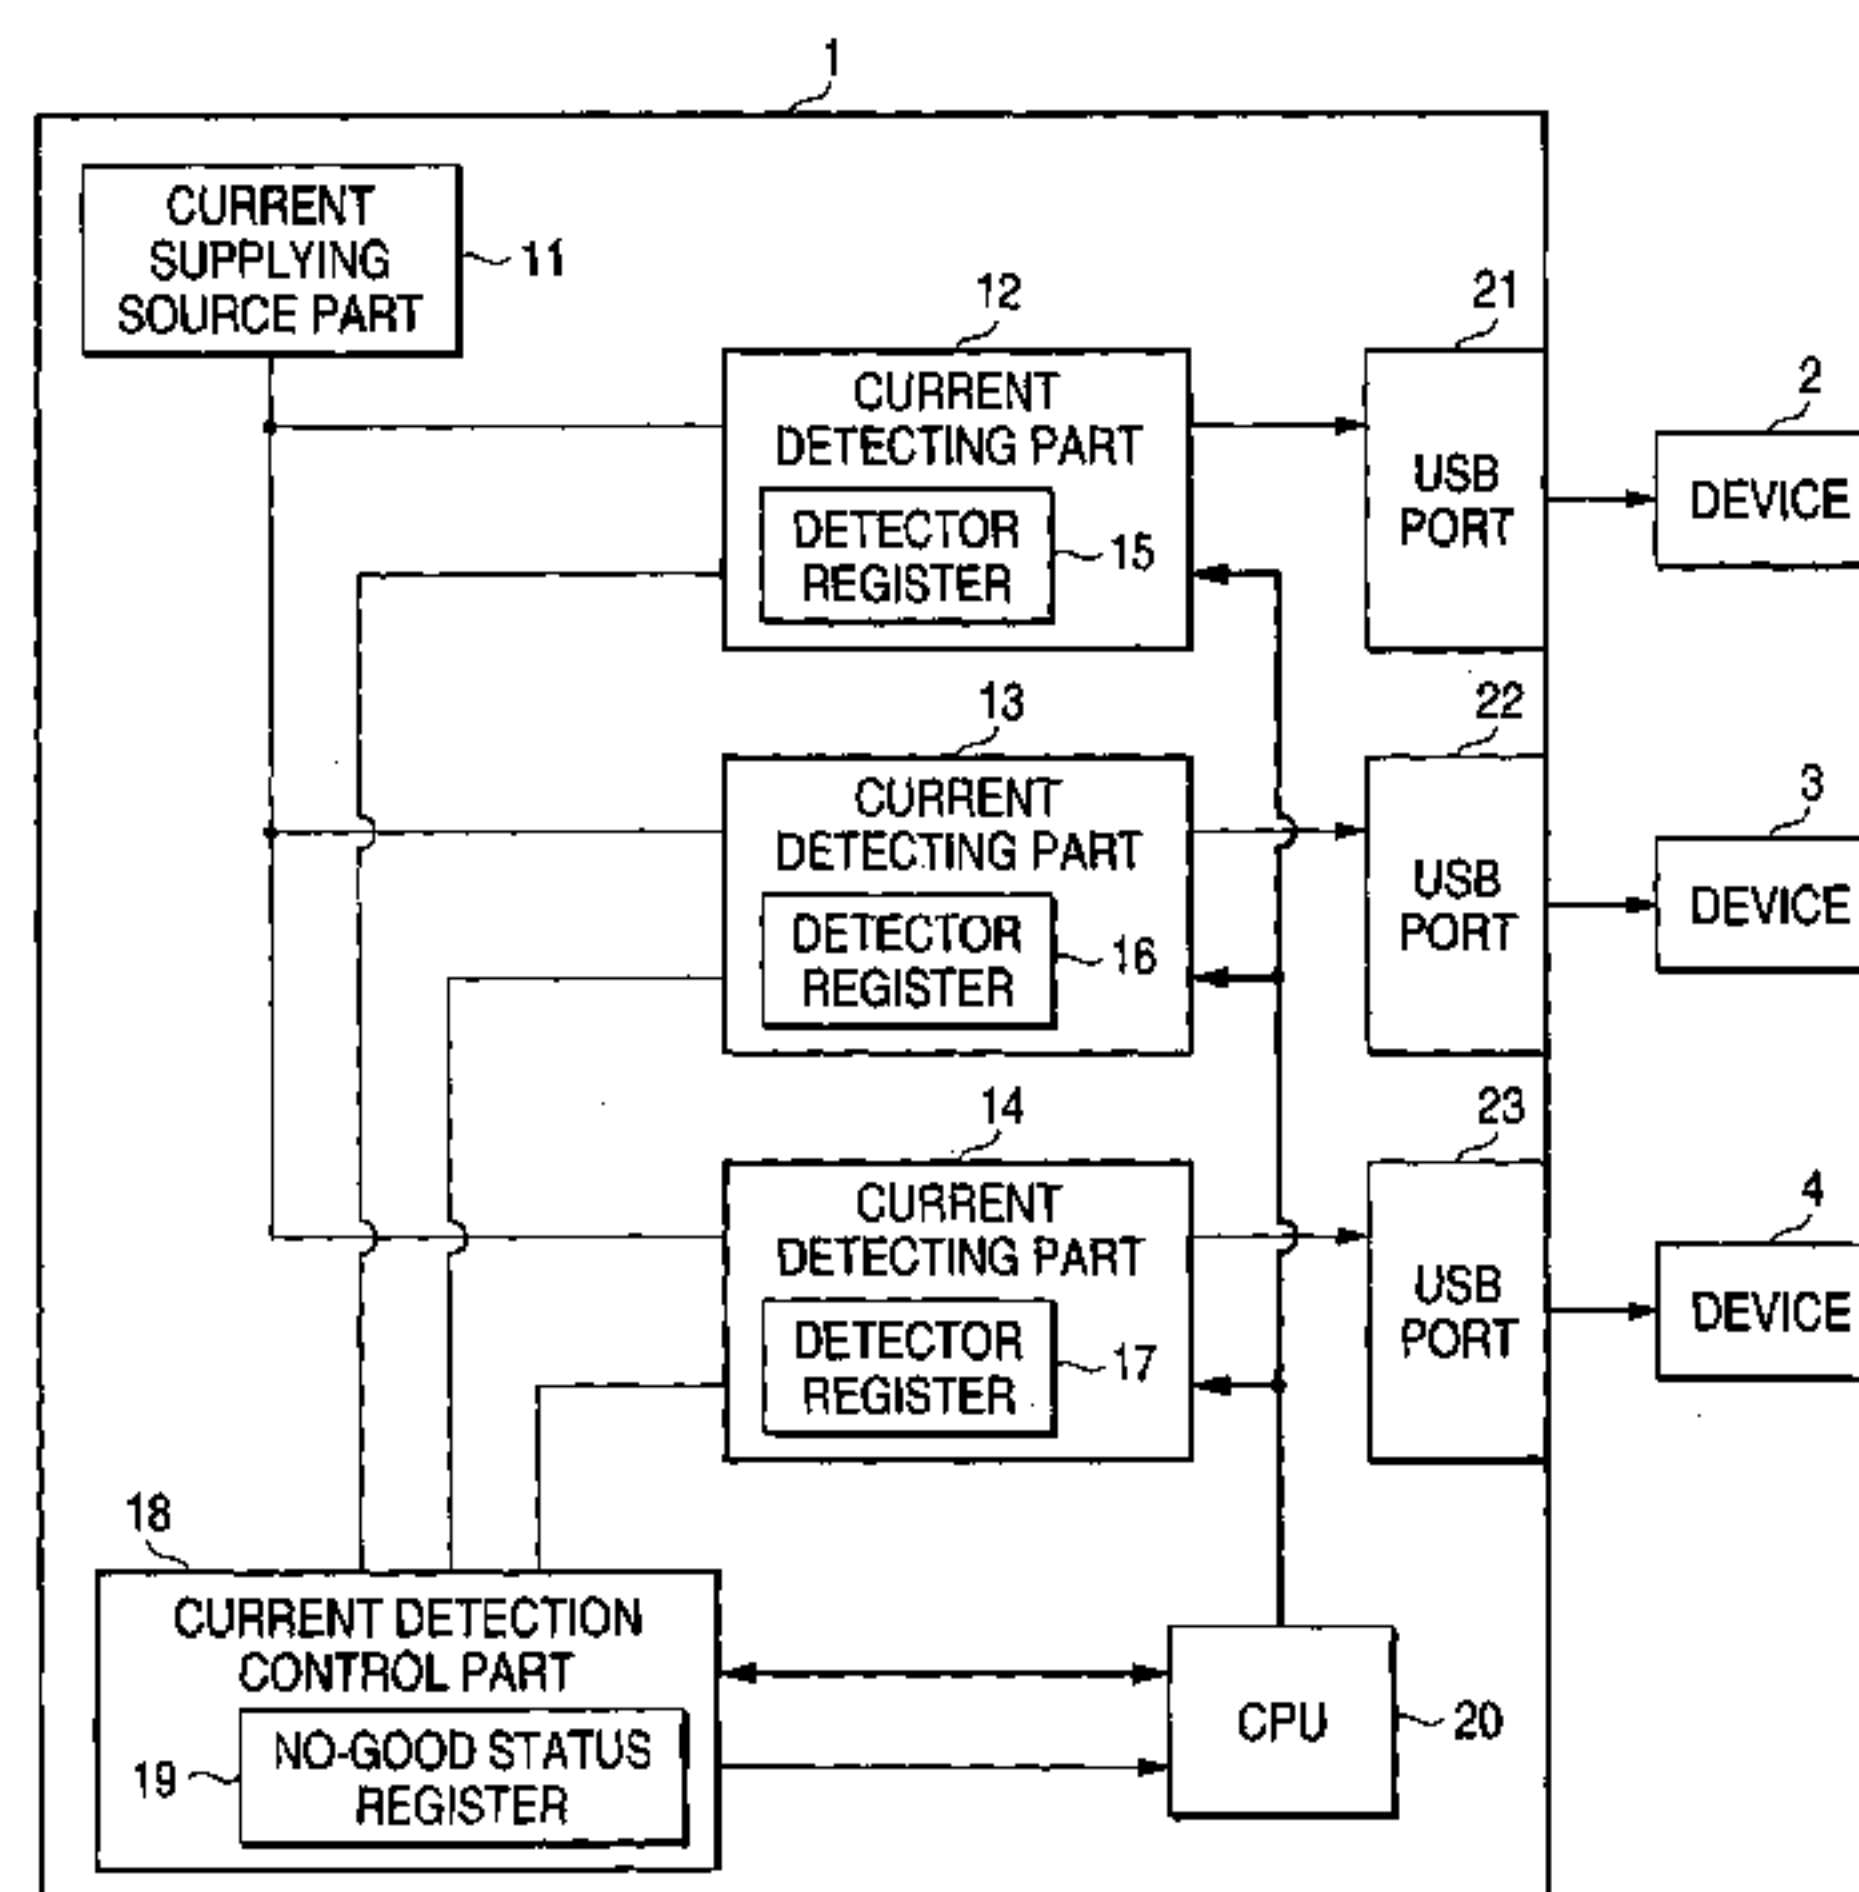 1
CURRENT
SUPPLYING
SOURCE PART
11
12
CURRENT
DETECTING PART
DETECTOR
REGISTER
15
21
USB
PORT
2
DEVICE
13
CURRENT
DETECTING PART
DETECTOR
REGISTER
16
22
USB
PORT
3
DEVICE
14
CURRENT
DETECTING PART
DETECTOR
REGISTER
17
23
USB
PORT
4
DEVICE
18
CURRENT DETECTION
CONTROL PART
19
NO-GOOD STATUS
REGISTER
CPU
20